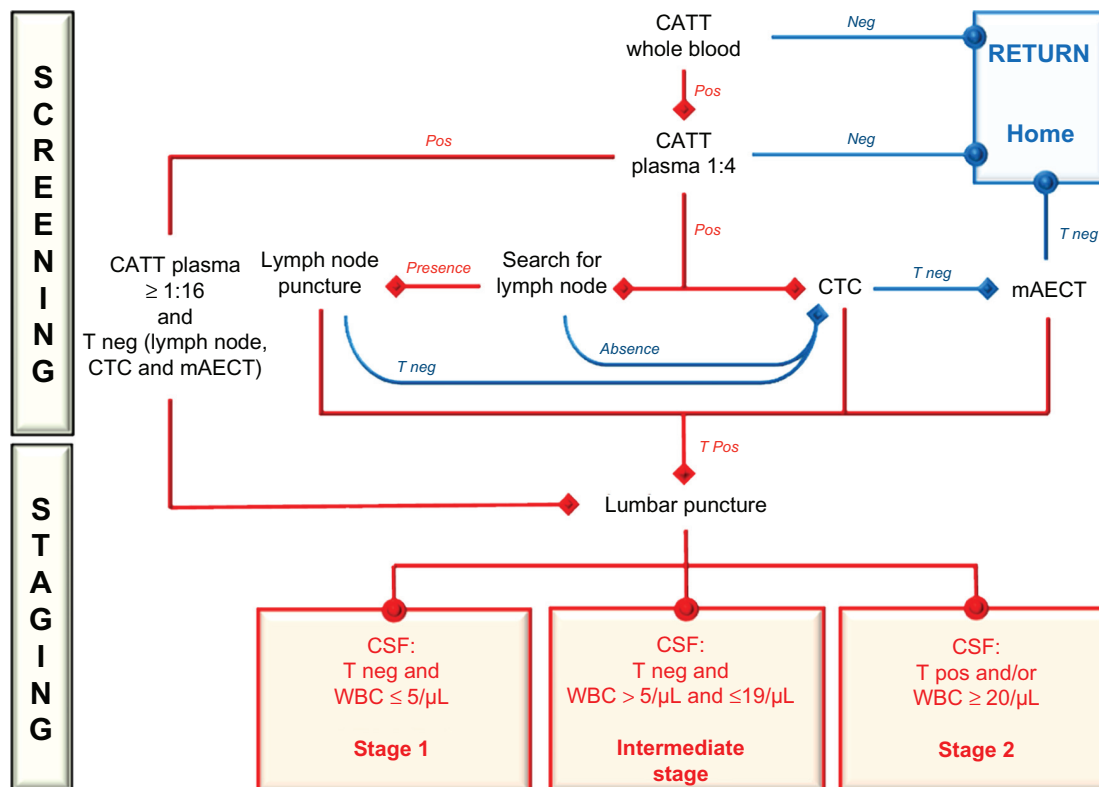 SCREENING
CATT
whole blood
Neg
RETURN
Home
Pos
CATT
plasma 1:4
Neg
Pos
Pos
T neg
CATT plasma
≥ 1:16
and
T neg (lymph node,
CTC and mAECT)
Lymph node
puncture
Presence
Search for
lymph node
CTC
T neg
mAECT
Absence
T neg
T Pos
STAGING
Lumbar puncture
CSF:
T neg and
WBC ≤ 5/µL
Stage 1
CSF:
T neg and
WBC > 5/µL and ≤19/µL
Intermediate
stage
CSF:
T pos and/or
WBC ≥ 20/µL
Stage 2